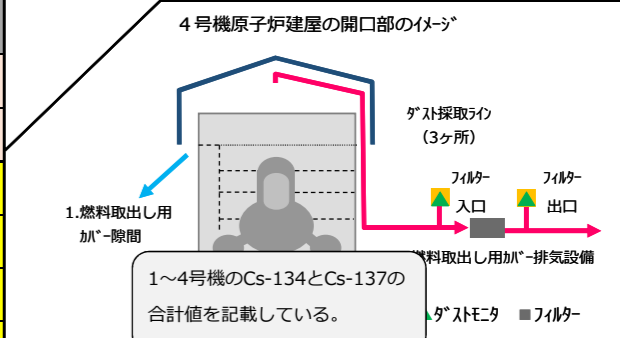 ４号機原子炉建屋の開口部のｲﾒｰｼﾞ
ﾀﾞｽﾄ採取ﾗｲﾝ
（3ヶ所）
ﾌｨﾙﾀｰ
入口
ﾌｨﾙﾀｰ
出口
1.燃料取出し用
ｶﾊﾞｰ隙間
燃料取出し用ｶﾊﾞｰ排気設備
1～4号機のCs-134とCs-137の
合計値を記載している。
ﾀﾞｽﾄﾓﾆﾀ ■ﾌｨﾙﾀｰ